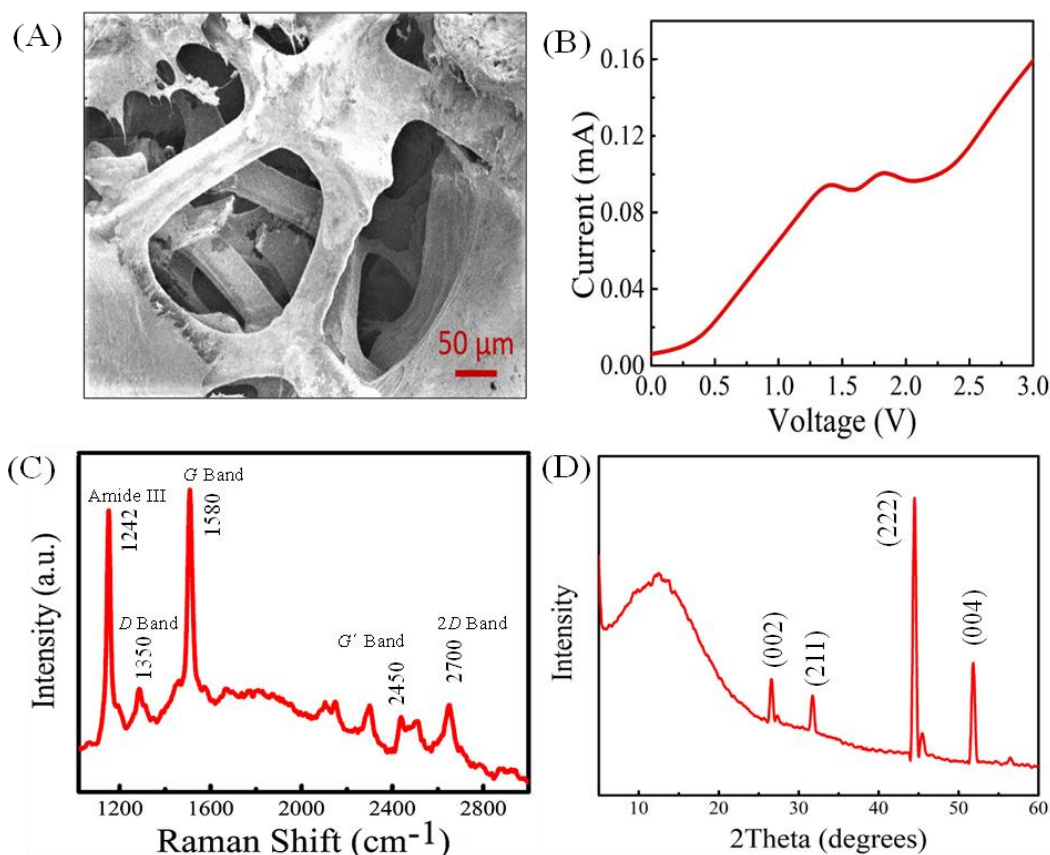 (A)
50 μm
(B)
Current (mA)
0.16
0.12
0.08
0.04
0.00
0.0 0.5 1.0 1.5 2.0 2.5 3.0
Voltage (V)
(C)
Intensity (a.u.)
Amide III
1242
D Band
1350
G Band
1580
G´ Band
2450
2D Band
2700
1200 1600 2000 2400 2800
Raman Shift (cm-1)
(D)
Intensity
(002)
(211)
(222)
(004)
10 20 30 40 50 60
2Theta (degrees)